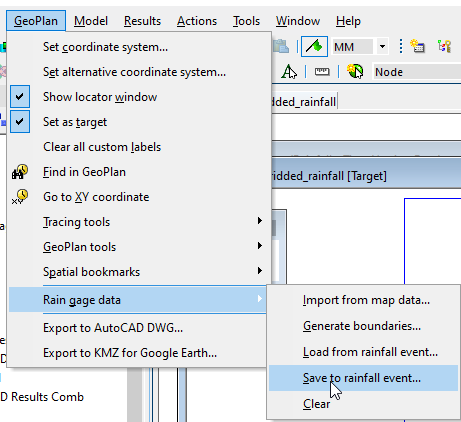 GeoPlan Model Results Actions Tools Window Help
Set coordinate system...
MM
Set alternative coordinate system...
Node
Show locator window
dded_rainfall
Set as target
Clear all custom labels
Find in GeoPlan
ridded_rainfall [Target]
Go to XY coordinate
Tracing tools
GeoPlan tools
Spatial bookmarks
Rain gage data
Import from map data...
Export to AutoCAD DWG...
Generate boundaries...
Export to KMZ for Google Earth...
Load from rainfall event...
Save to rainfall event...
D Results Comb
Clear